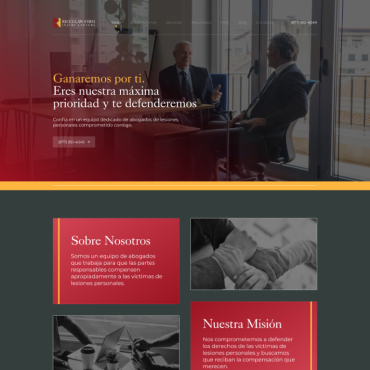 Ganaremos por ti.
Eres nuestra máxima
prioridad y te defenderemos
Confía en un equipo dedicado de abogados de lesiones
personales comprometido contigo.
Sobre Nosotros
Somos un equipo de abogados
que trabaja para que las partes
responsables compensen
apropiadamente a las víctimas de
lesiones personales.
Nuestra Misión
Nos comprometemos a defender
los derechos de las víctimas de
lesiones personales y buscamos
que reciban la compensación que
merecen.